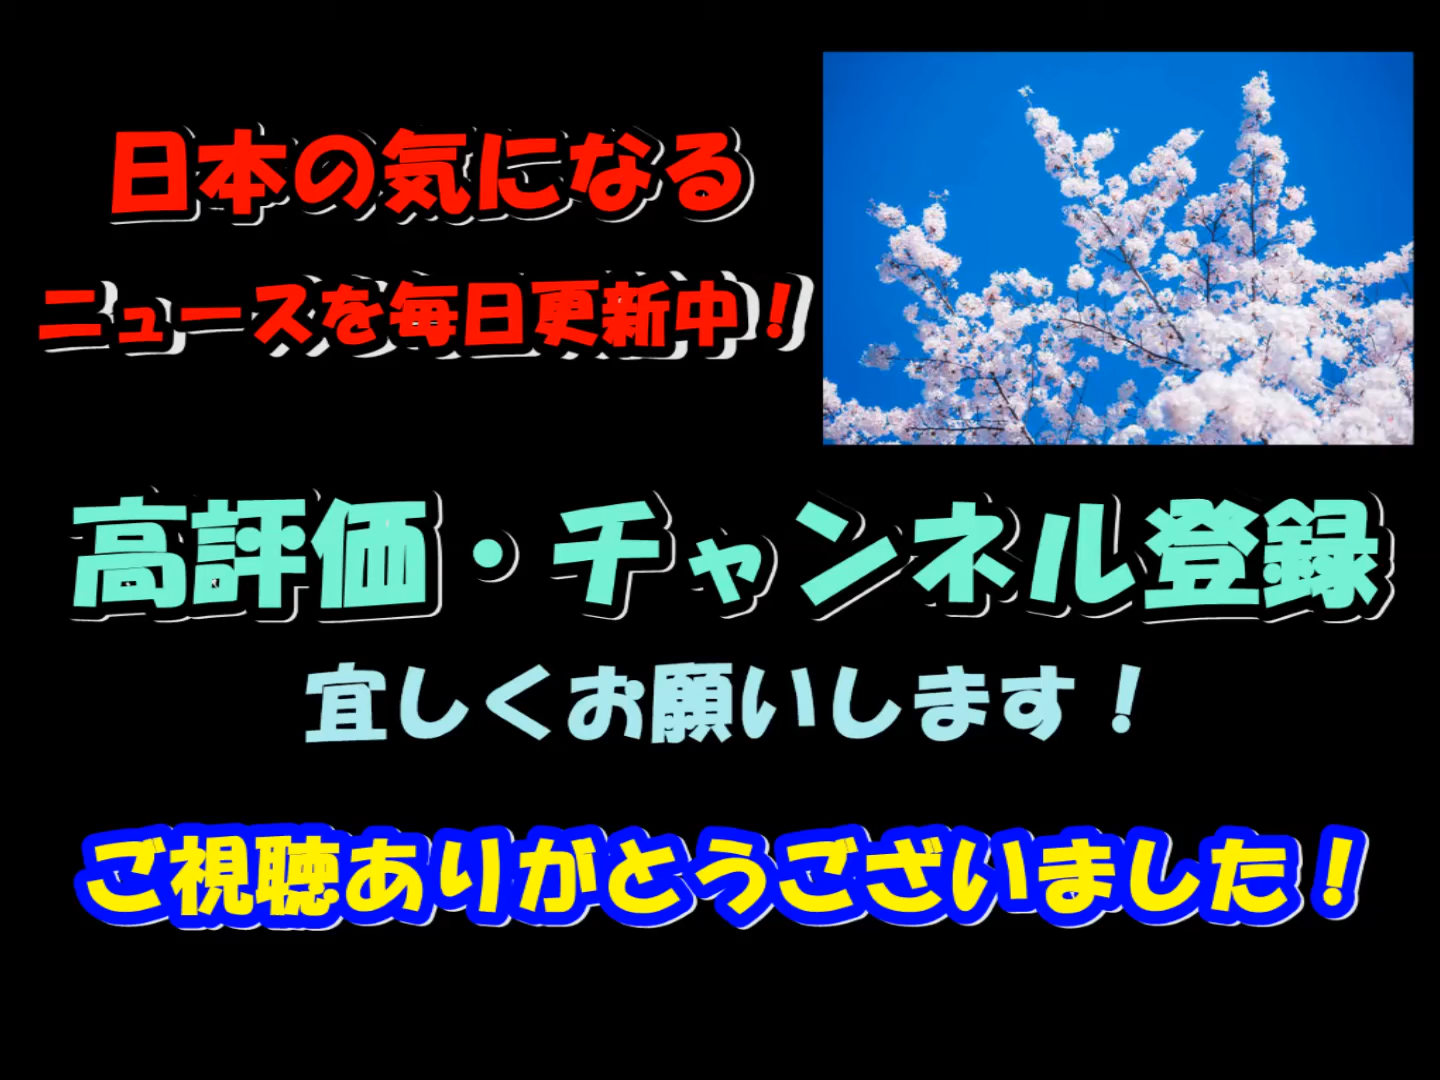 日本の気になる
ニュースを毎日更新中！
高評価・チャンネル登録
宜しくお願いします！
ご視聴ありがとうございました！